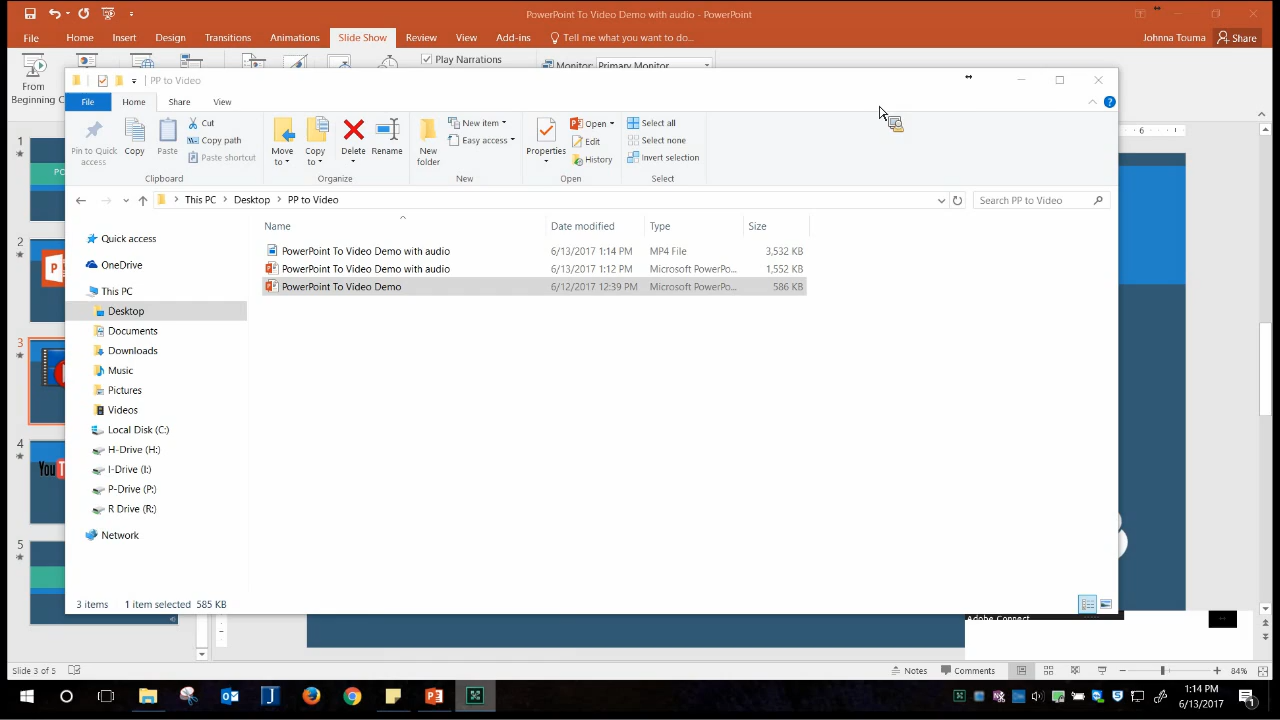 PowerPoint To Video Demo with audio - PowerPoint
File Home Insert Design Transitions Animations Slide Show Review View Add-ins Tell me what you want to do... Johnna Touma Share
From
Beginning
Play Narrations
Monitor: Primary Monitor
PP to Video
File Home Share View
Pin to Quick access
Copy
Paste
Cut
Copy path
Paste shortcut
Clipboard
Move to
Copy to
Delete
Rename
Organize
New folder
New item
Easy access
New
Properties
Open
Edit
History
Open
Select all
Select none
Invert selection
Select
This PC > Desktop > PP to Video
Search PP to Video
Name Date modified Type Size
PowerPoint To Video Demo with audio 6/13/2017 1:14 PM MP4 File 3,532 KB
PowerPoint To Video Demo with audio 6/13/2017 1:12 PM Microsoft PowerPo... 1,552 KB
PowerPoint To Video Demo 6/12/2017 12:39 PM Microsoft PowerPo... 586 KB
Quick access
OneDrive
This PC
Desktop
Documents
Downloads
Music
Pictures
Videos
Local Disk (C:)
H-Drive (H:)
I-Drive (I:)
P-Drive (P:)
R Drive (R:)
Network
3 items 1 item selected 585 KB
1
2
3
4
5
6
Adobe Connect
Slide 3 of 5
Notes Comments 84%
1:14 PM
6/13/2017
1